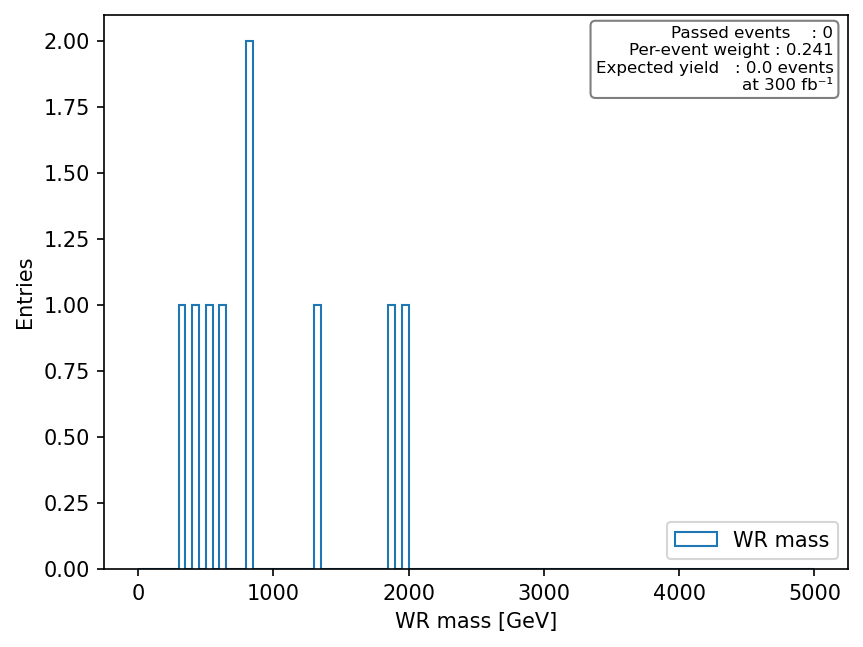 Passed events    : 0
Per-event weight : 0.241
Expected yield   : 0.0 events
at 300 fb⁻¹
2.00
1.75
1.50
1.25
1.00
0.75
0.50
0.25
0.00
Entries
WR mass
0 1000 2000 3000 4000 5000
WR mass [GeV]